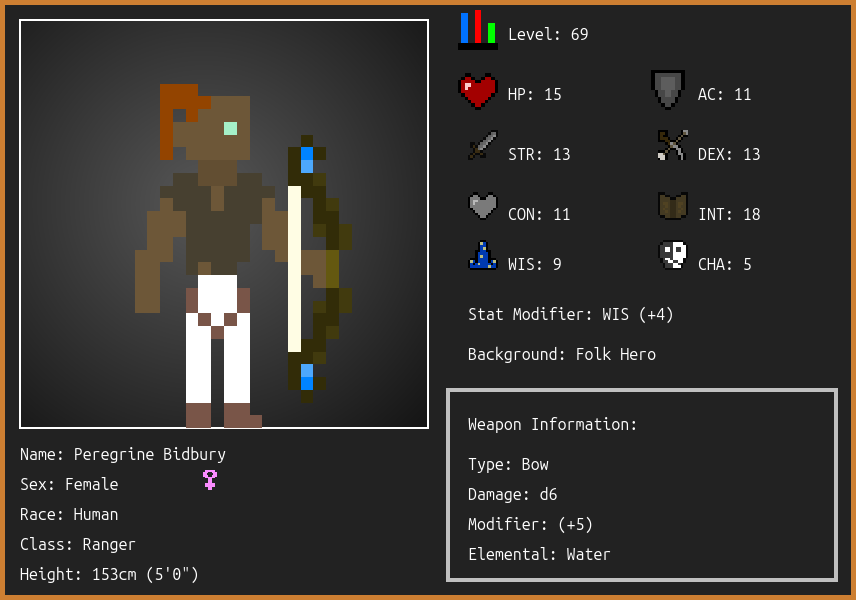 Level: 69
HP: 15
AC: 11
STR: 13
DEX: 13
CON: 11
INT: 18
WIS: 9
CHA: 5
Stat Modifier: WIS (+4)
Background: Folk Hero
Weapon Information:
Type: Bow
Damage: d6
Modifier: (+5)
Elemental: Water
Name: Peregrine Bidbury
Sex: Female
Race: Human
Class: Ranger
Height: 153cm (5'0")